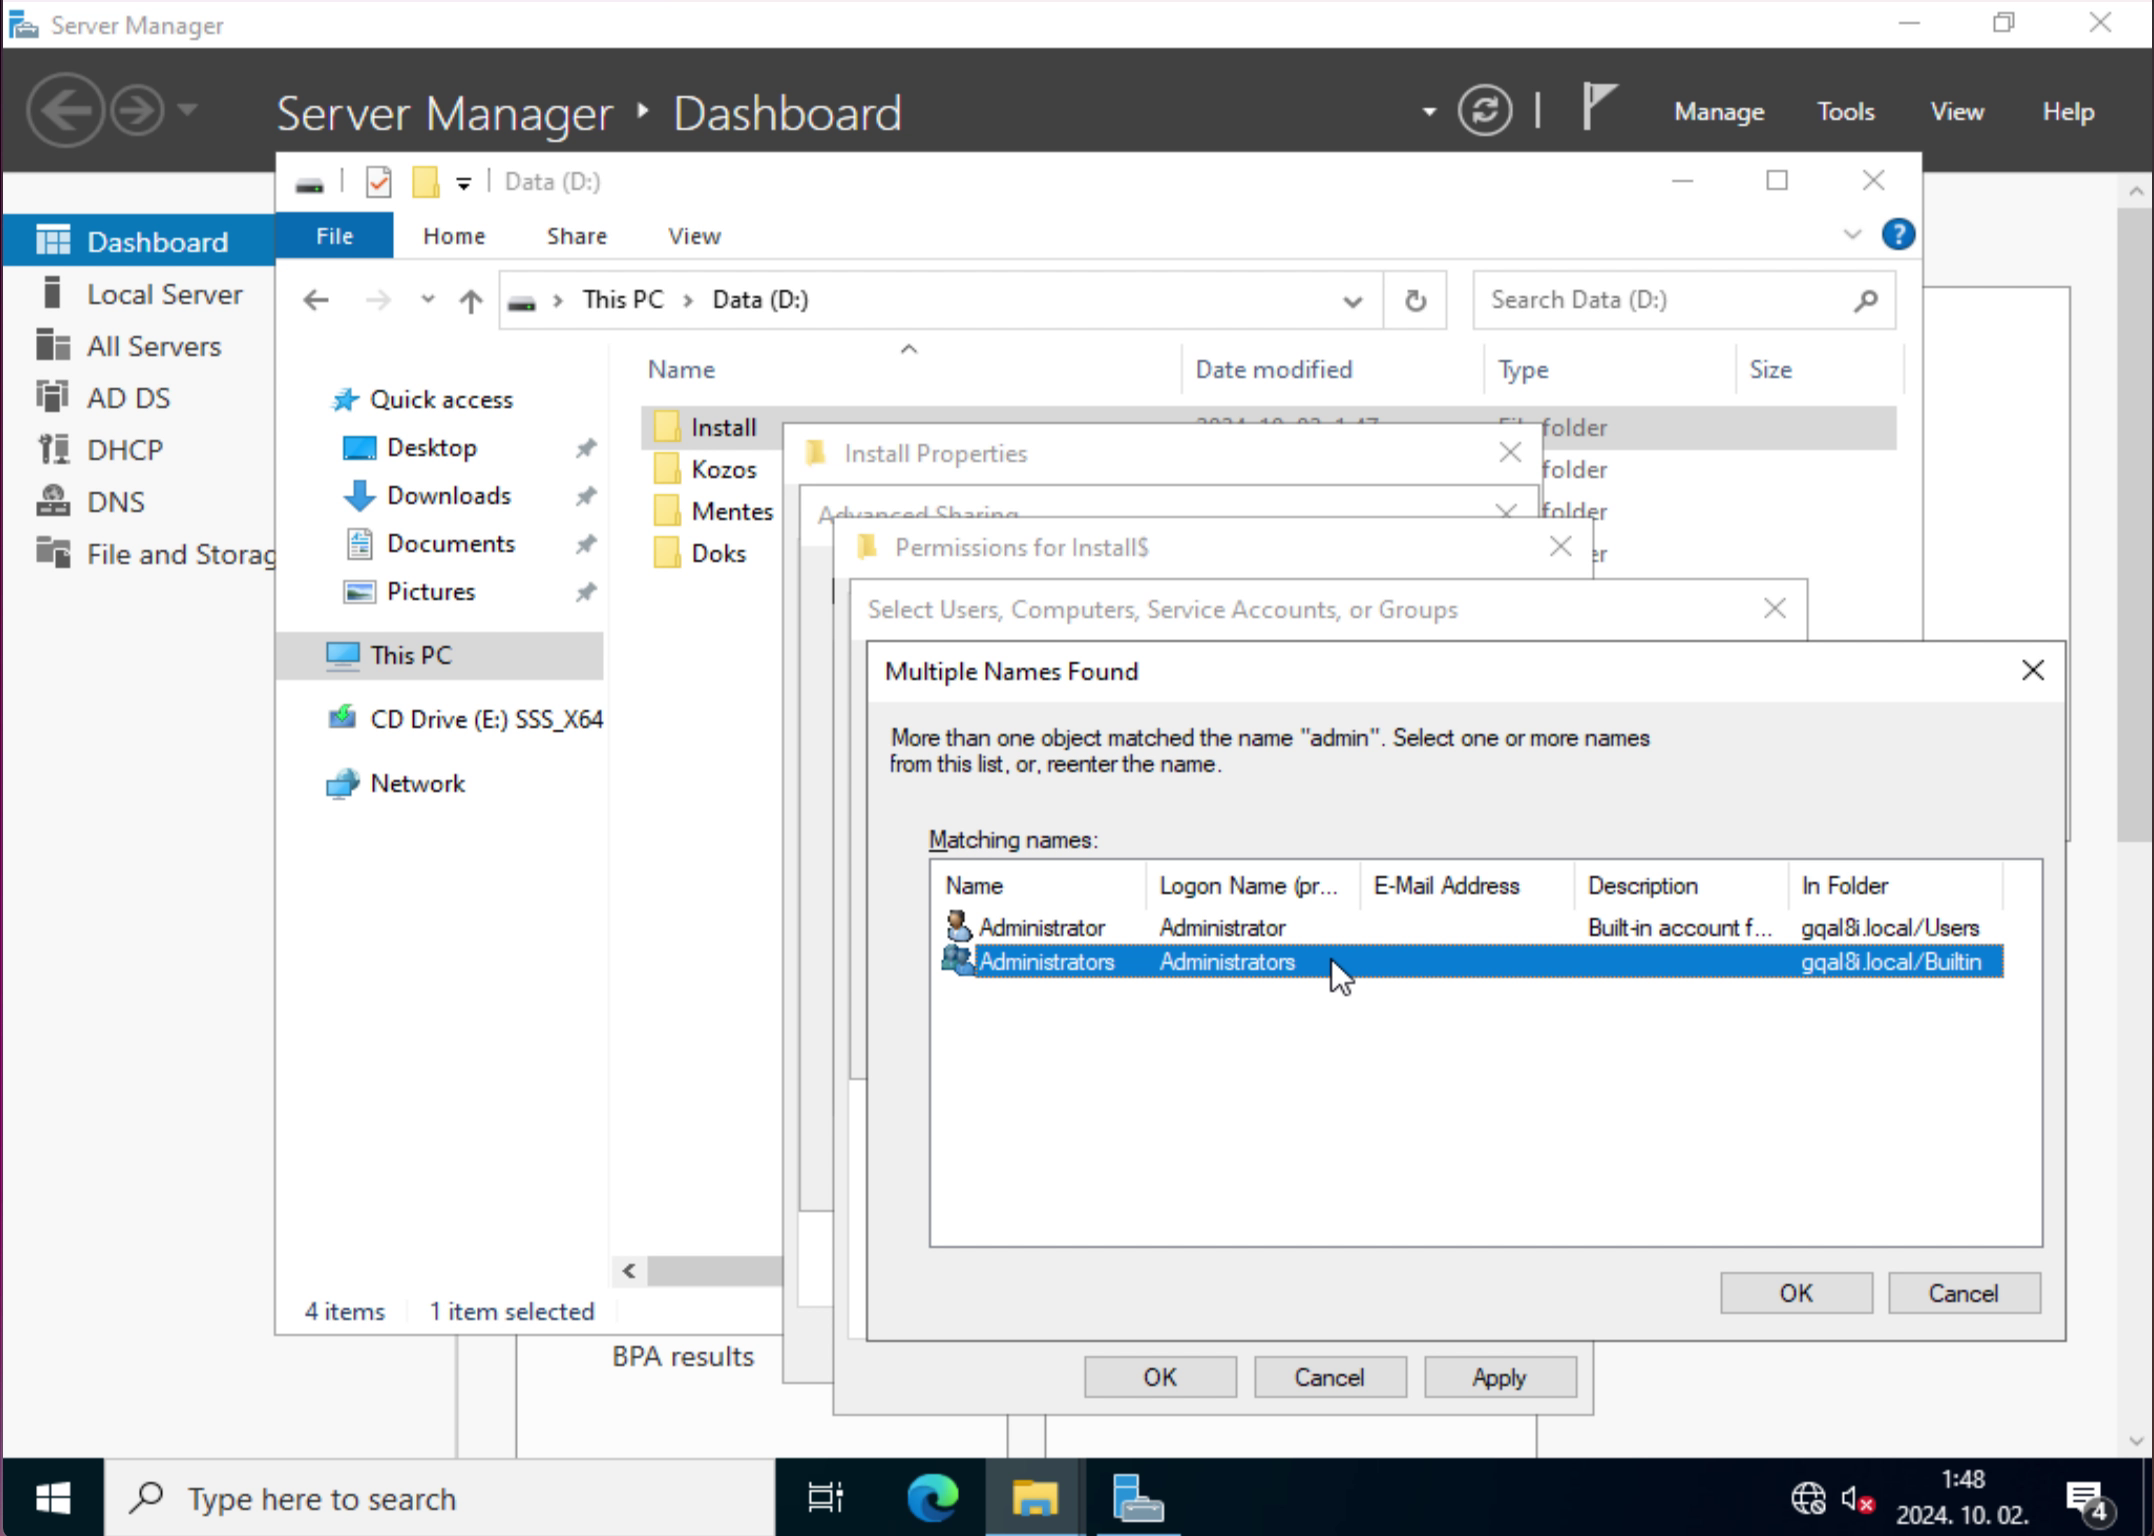 Server Manager
Server Manager Dashboard
Manage Tools View Help
Data (D:)
File Home Share View
This PC Data (D:)
Search Data (D:)
Dashboard
Local Server
All Servers
AD DS
DHCP
DNS
File and Storag
Quick access
Desktop
Downloads
Documents
Pictures
This PC
CD Drive (E:) SSS_X64
Network
Name Date modified Type Size
Install folder
Kozos folder
Mentes folder
Doks er
Install Properties
Advanced Sharing
Permissions for Install$
Select Users, Computers, Service Accounts, or Groups
Multiple Names Found
More than one object matched the name "admin". Select one or more names
from this list, or, reenter the name.
Matching names:
Name Logon Name (pr... E-Mail Address Description In Folder
Administrator Administrator Built-in account f... gqal8i.local/Users
Administrators Administrators gqal8i.local/Builtin
OK Cancel
4 items 1 item selected
BPA results
OK Cancel Apply
Type here to search
1:48
2024. 10. 02.
4